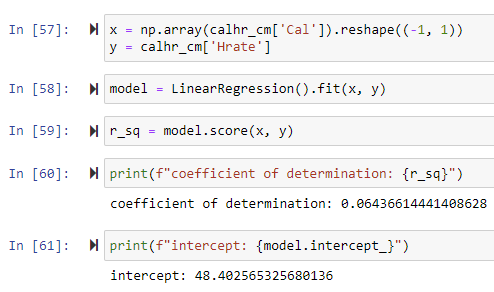 In [57]: x = np.array(calhr_cm['Cal'].reshape((-1, 1))
y = calhr_cm['Hrate']
In [58]: model = LinearRegression().fit(x, y)
In [59]: r_sq = model.score(x, y)
In [60]: print(f"coefficient of determination: {r_sq}")
coefficient of determination: 0.06436614441408628
In [61]: print(f"intercept: {model.intercept_}")
intercept: 48.402565325680136